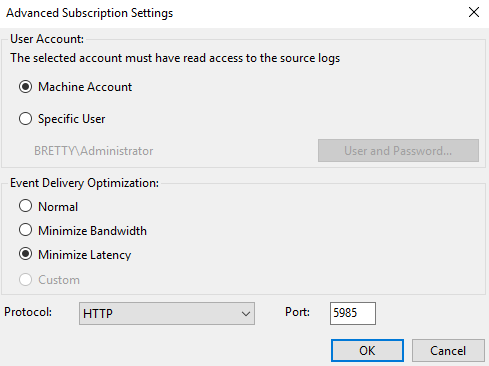 Advanced Subscription Settings
User Account:
The selected account must have read access to the source logs
Machine Account
Specific User
BRETTY\Administrator
User and Password...
Event Delivery Optimization:
Normal
Minimize Bandwidth
Minimize Latency
Custom
Protocol: HTTP Port: 5985
OK Cancel